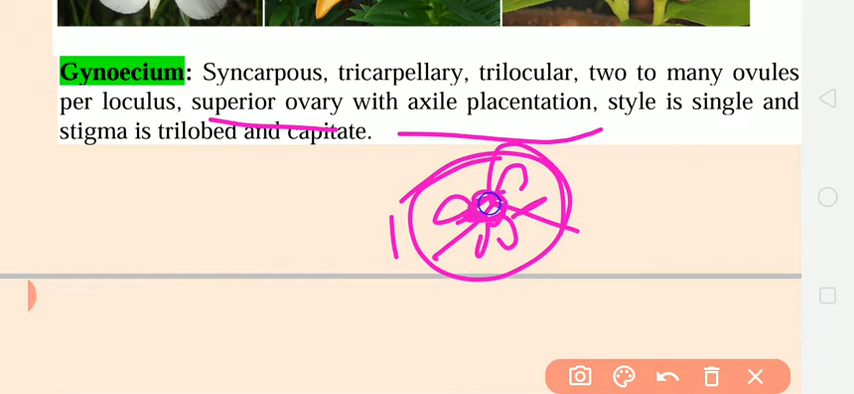 Gynoecium: Syncarpous, tricarpellary, trilocular, two to many ovules
per loculus, superior ovary with axile placentation, style is single and
stigma is trilobed and capitate.